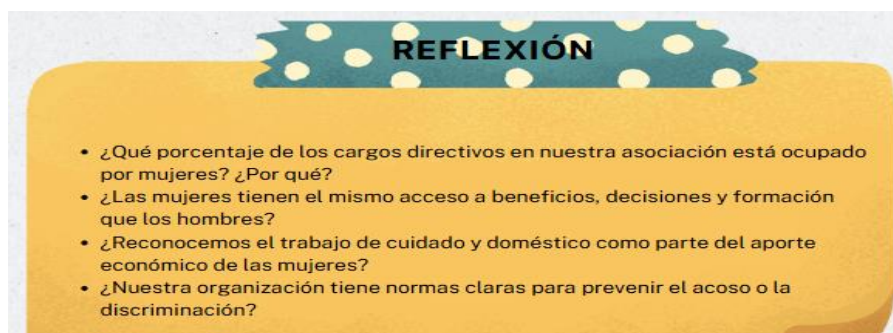 REFLEXIÓN
• ¿Qué porcentaje de los cargos directivos en nuestra asociación está ocupado
por mujeres? ¿Por qué?
• ¿Las mujeres tienen el mismo acceso a beneficios, decisiones y formación
que los hombres?
• ¿Reconocemos el trabajo de cuidado y doméstico como parte del aporte
económico de las mujeres?
• ¿Nuestra organización tiene normas claras para prevenir el acoso o la
discriminación?